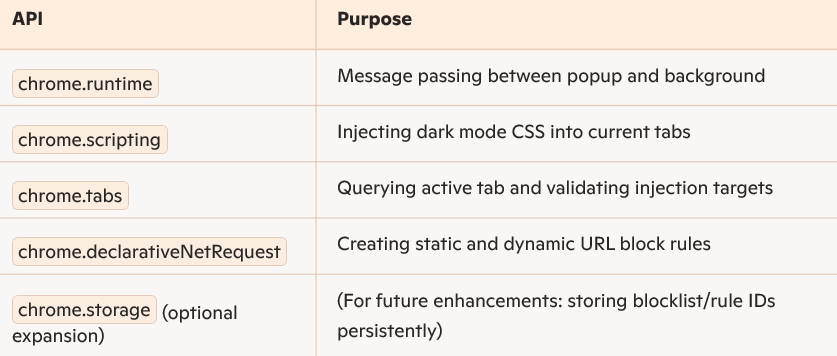 API Purpose
chrome.runtime Message passing between popup and background
chrome.scripting Injecting dark mode CSS into current tabs
chrome.tabs Querying active tab and validating injection targets
chrome.declarativeNetRequest Creating static and dynamic URL block rules
chrome.storage (optional
expansion)
(For future enhancements: storing blocklist/rule IDs
persistently)